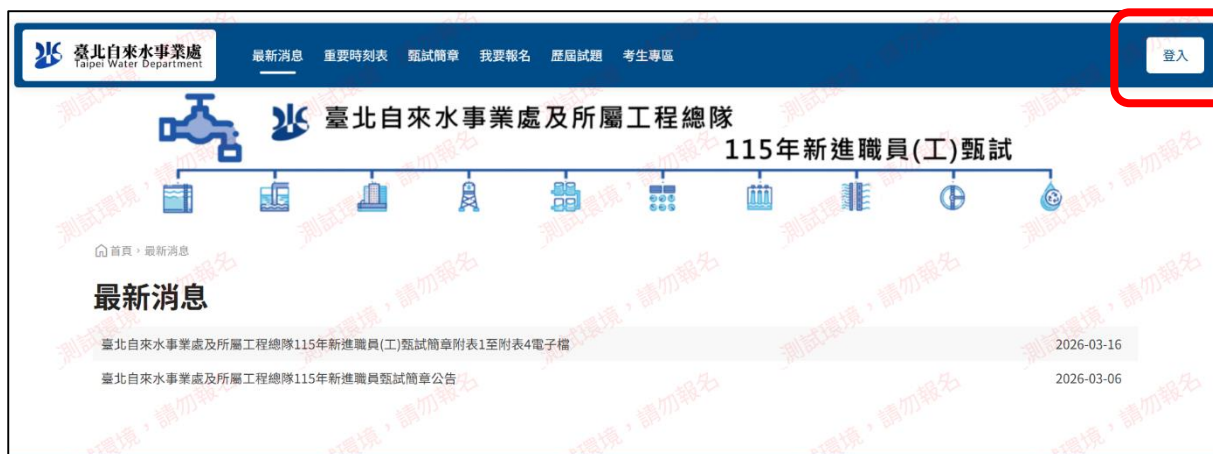 臺北自來水事業處
Taipei Water Department
最新消息 重要時刻表 甄試簡章 我要報名 歷屆試題 考生專區
登入
臺北自來水事業處及所屬工程總隊
115年新進職員(工)甄試
首頁 › 最新消息
最新消息
臺北自來水事業處及所屬工程總隊115年新進職員(工)甄試簡章附表1至附表4電子檔 2026-03-16
臺北自來水事業處及所屬工程總隊115年新進職員甄試簡章公告 2026-03-06
測試環境，請勿報名